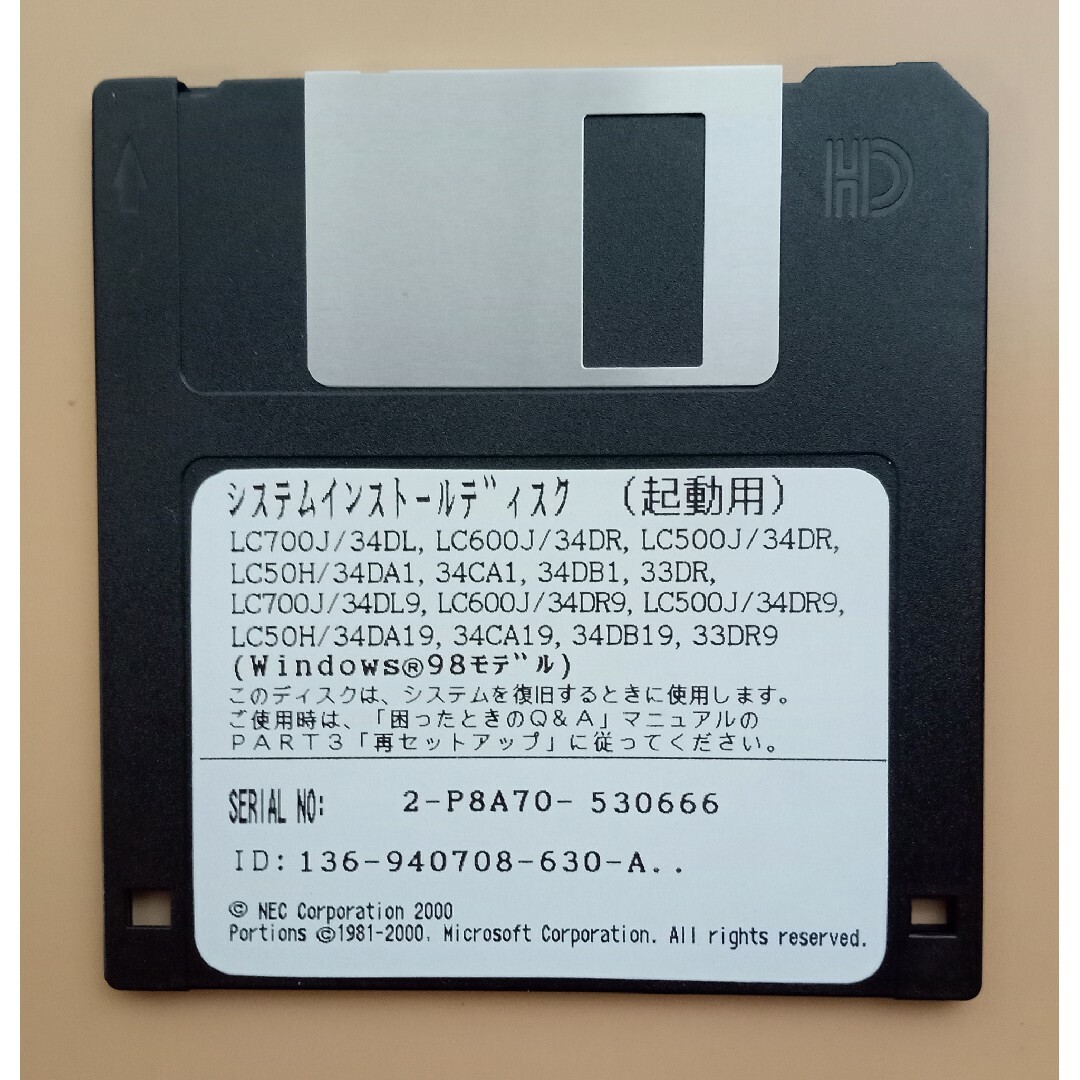 HD
システムインストールディスク （起動用）
LC700J/34DL, LC600J/34DR, LC500J/34DR,
LC50H/34DA1, 34CA1, 34DB1, 33DR,
LC700J/34DL9, LC600J/34DR9, LC500J/34DR9,
LC50H/34DA19, 34CA19, 34DB19, 33DR9
(Windows®98モデル)
このディスクは、システムを復旧するときに使用します。
ご使用時は、「困ったときのQ&A」マニュアルの
PART3「再セットアップ」に従ってください。
SERIAL NO: 2-P8A70- 530666
ID: 136-940708-630-A..
© NEC Corporation 2000
Portions ©1981-2000, Microsoft Corporation. All rights reserved.